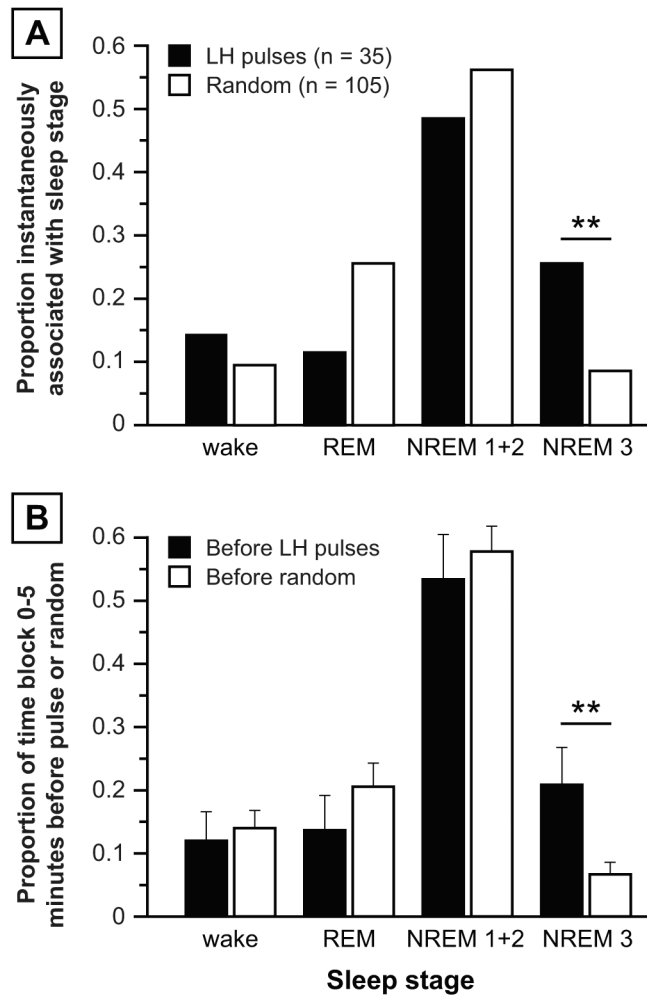 A
Proportion instantaneously
associated with sleep stage
0.6
0.5
0.4
0.3
0.2
0.1
0
LH pulses (n = 35)
Random (n = 105)
**
wake REM NREM 1+2 NREM 3
B
Proportion of time block 0-5
minutes before pulse or random
0.6
0.5
0.4
0.3
0.2
0.1
0
Before LH pulses
Before random
**
wake REM NREM 1+2 NREM 3
Sleep stage